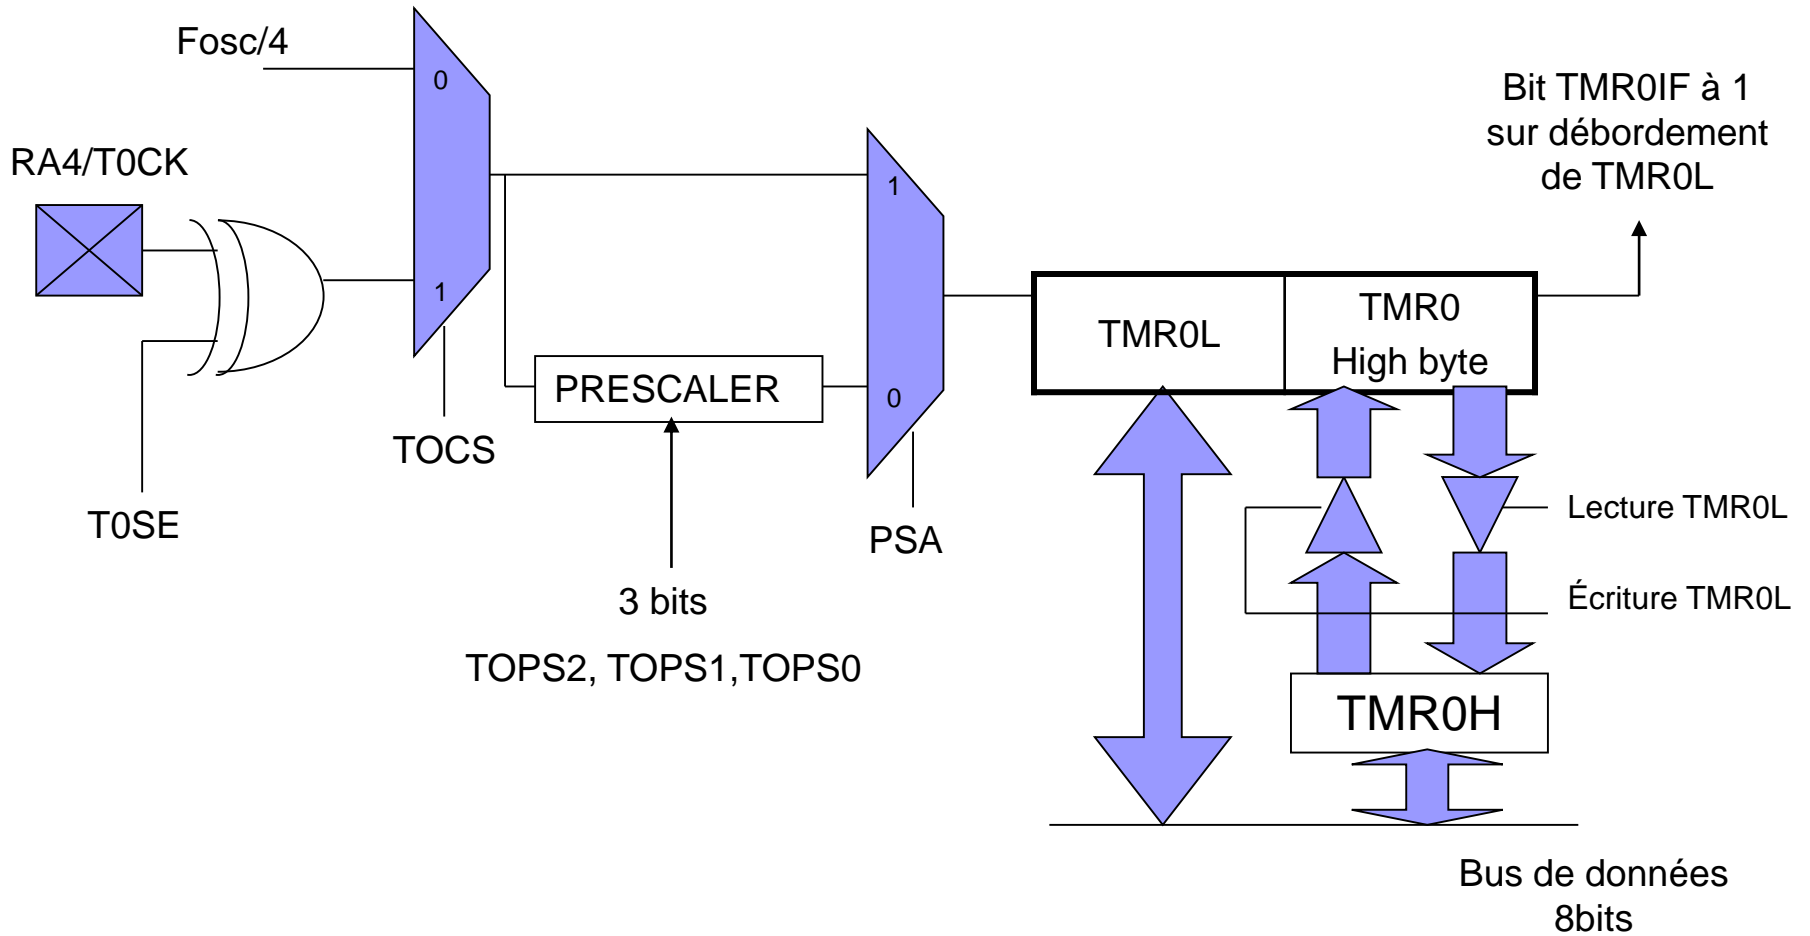 Fosc/4
0
Bit TMR0IF à 1
sur débordement
de TMR0L
RA4/T0CK
1
1
TMR0L
TMR0
High byte
PRESCALER
0
TOCS
T0SE
PSA
Lecture TMR0L
3 bits
Écriture TMR0L
TOPS2, TOPS1,TOPS0
TMR0H
Bus de données
8bits